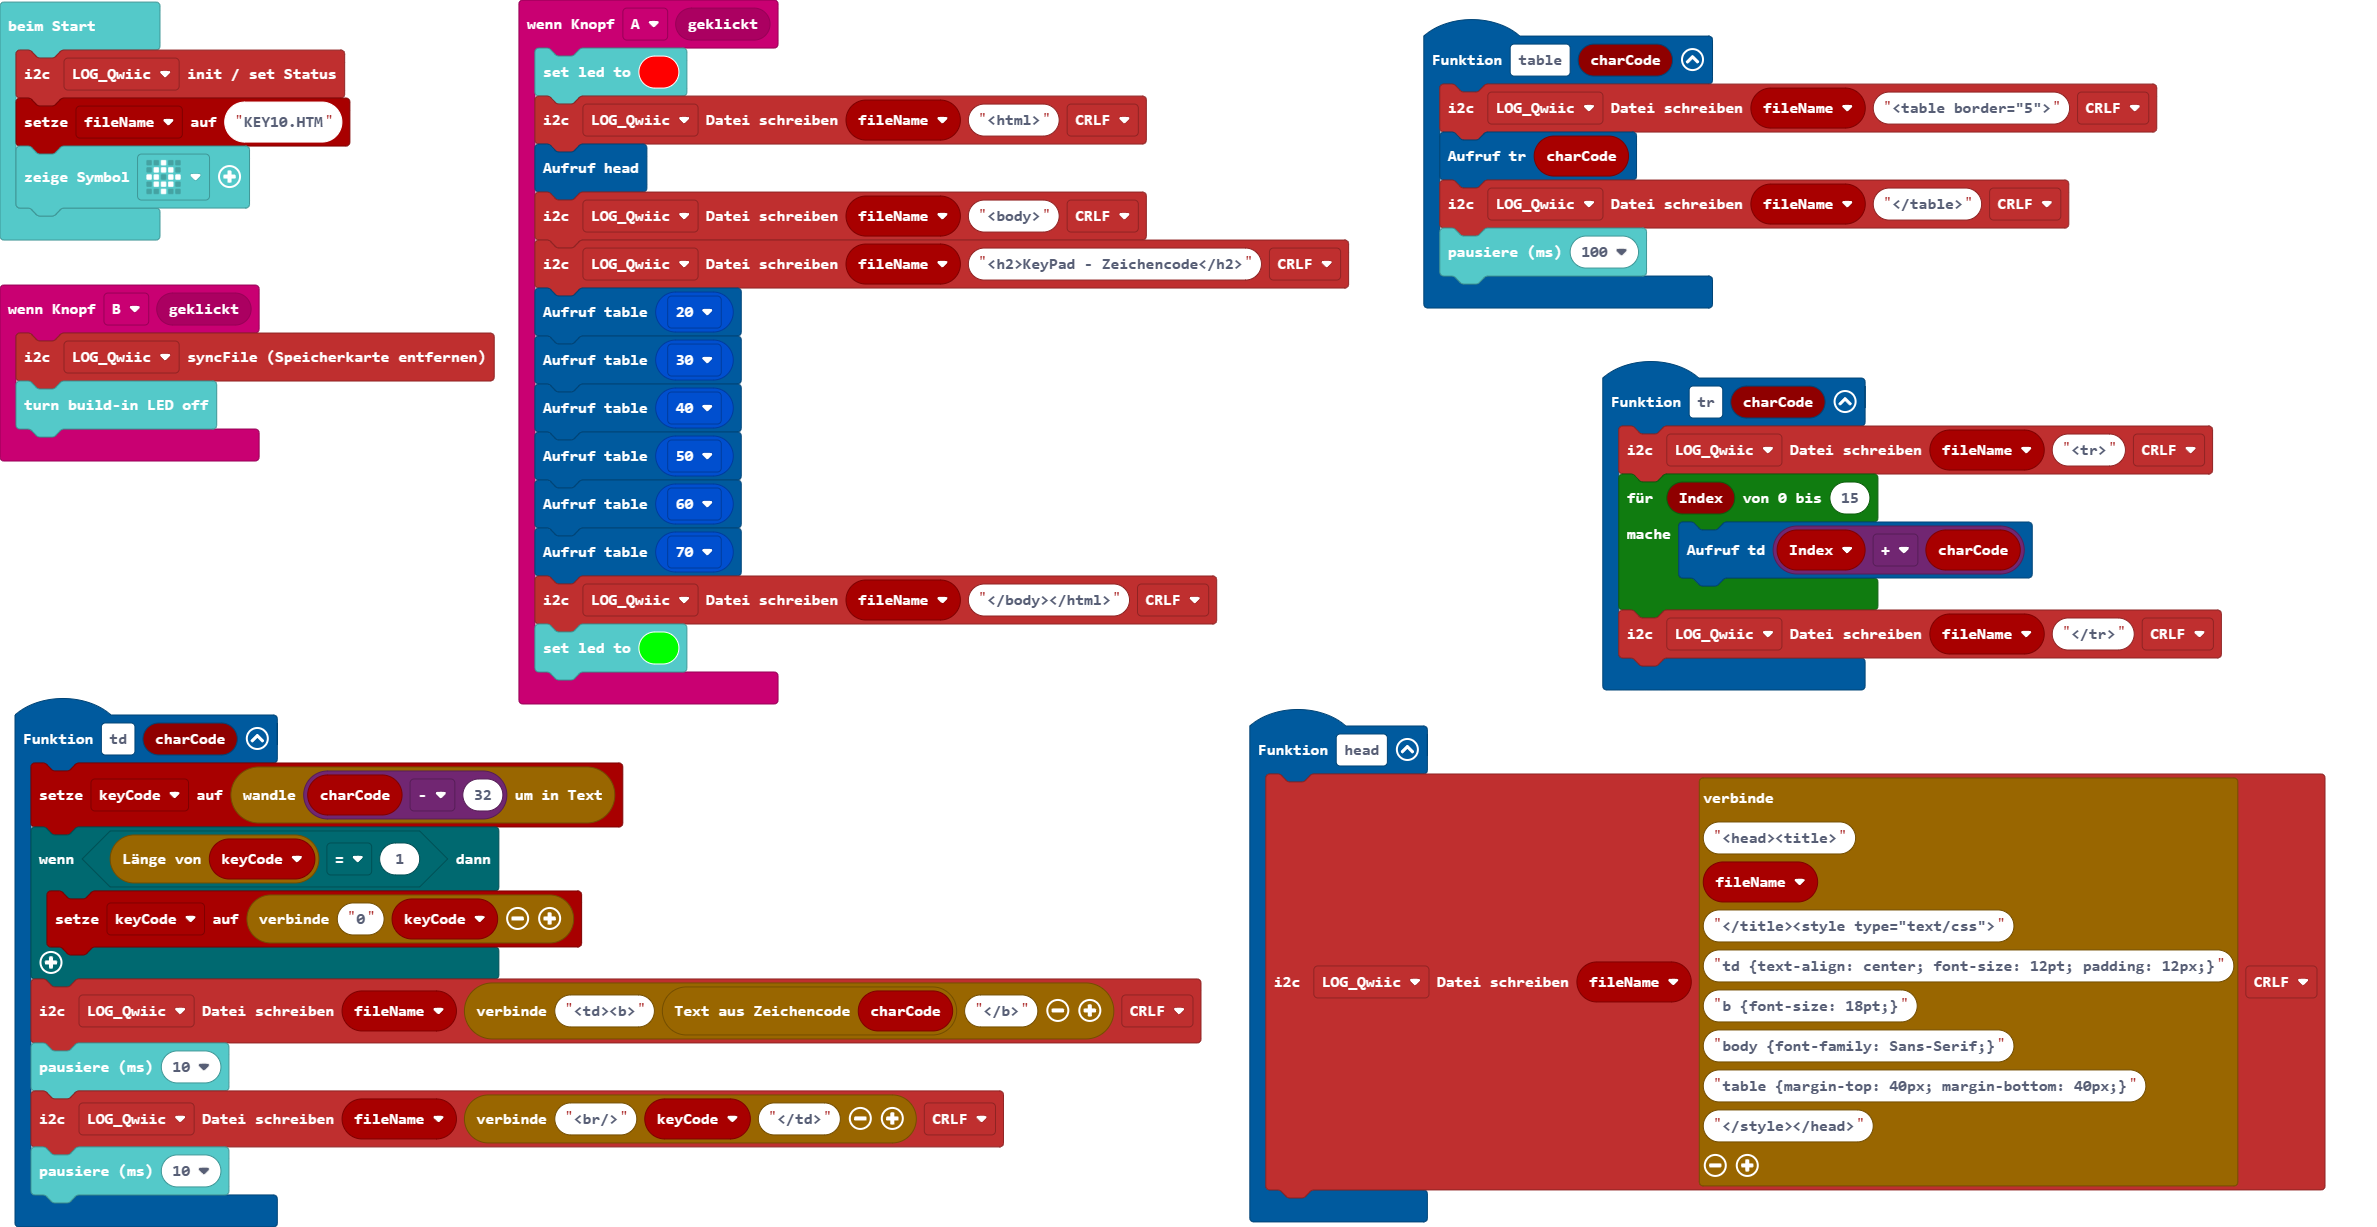 beim Start
i2c LOG_Qwiic init / set Status
setze fileName auf "KEY10.HTM"
zeige Symbol
wenn Knopf B geklickt
i2c LOG_Qwiic syncFile (Speicherkarte entfernen)
turn build-in LED off
wenn Knopf A geklickt
set led to
i2c LOG_Qwiic Datei schreiben fileName "<html>" CRLF
Aufruf head
i2c LOG_Qwiic Datei schreiben fileName "<body>" CRLF
i2c LOG_Qwiic Datei schreiben fileName "<h2>KeyPad - Zeichencode</h2>" CRLF
Aufruf table 20
Aufruf table 30
Aufruf table 40
Aufruf table 50
Aufruf table 60
Aufruf table 70
i2c LOG_Qwiic Datei schreiben fileName "</body></html>" CRLF
set led to
Funktion table charCode
i2c LOG_Qwiic Datei schreiben fileName "<table border="5">" CRLF
Aufruf tr charCode
i2c LOG_Qwiic Datei schreiben fileName "</table>" CRLF
pausiere (ms) 100
Funktion tr charCode
i2c LOG_Qwiic Datei schreiben fileName "<tr>" CRLF
für Index von 0 bis 15
mache Aufruf td Index + charCode
i2c LOG_Qwiic Datei schreiben fileName "</tr>" CRLF
Funktion td charCode
setze keyCode auf wandle charCode - 32 um in Text
wenn Länge von keyCode = 1 dann
setze keyCode auf verbinde "0" keyCode
i2c LOG_Qwiic Datei schreiben fileName verbinde "<td><b>" Text aus Zeichencode charCode "</b>" CRLF
pausiere (ms) 10
i2c LOG_Qwiic Datei schreiben fileName verbinde "<br/>" keyCode "</td>" CRLF
pausiere (ms) 10
Funktion head
i2c LOG_Qwiic Datei schreiben fileName
verbinde
"<head><title>"
fileName
"</title><style type="text/css">"
"td {text-align: center; font-size: 12pt; padding: 12px;}"
"b {font-size: 18pt;}"
"body {font-family: Sans-Serif;}"
"table {margin-top: 40px; margin-bottom: 40px;}"
"</style></head>"
CRLF